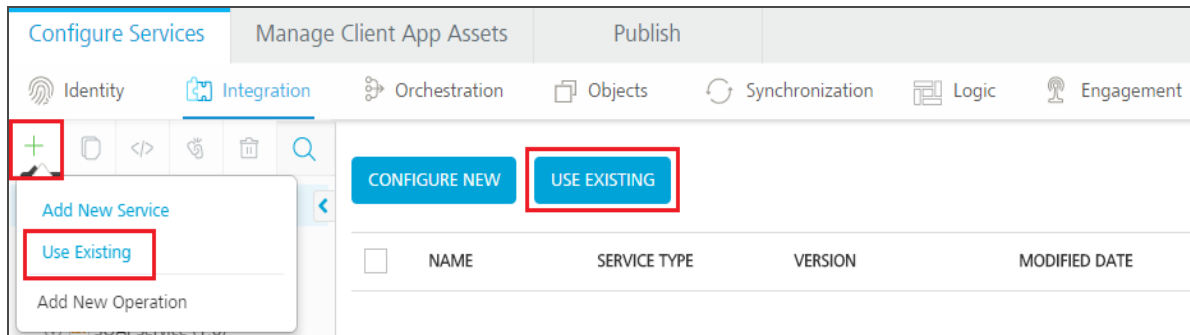 Configure Services Manage Client App Assets Publish
Identity Integration Orchestration Objects Synchronization Logic Engagement
CONFIGURE NEW USE EXISTING
Add New Service
Use Existing
NAME SERVICE TYPE VERSION MODIFIED DATE
Add New Operation